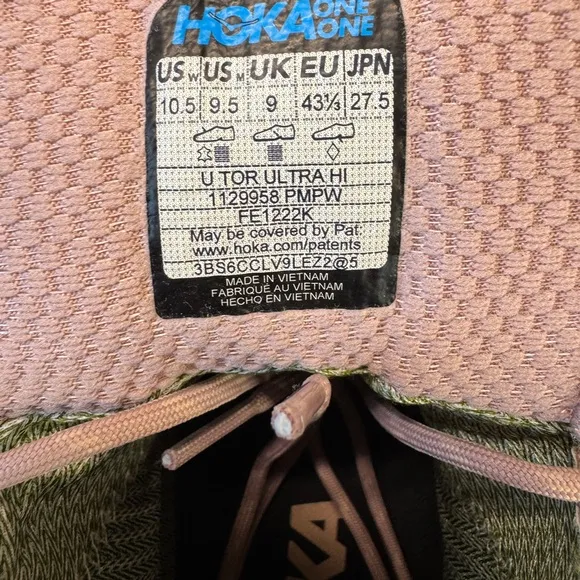 HOKA ONE ONE
US W US M UK EU JPN
10.5 9.5 9 43⅓ 27.5
U TOR ULTRA HI
1129958 PMPW
FE1222K
May be covered by Pat.
www.hoka.com/patents
3BS6CCLV9LEZ2@5
MADE IN VIETNAM
FABRIQUÉ AU VIETNAM
HECHO EN VIETNAM
OKA